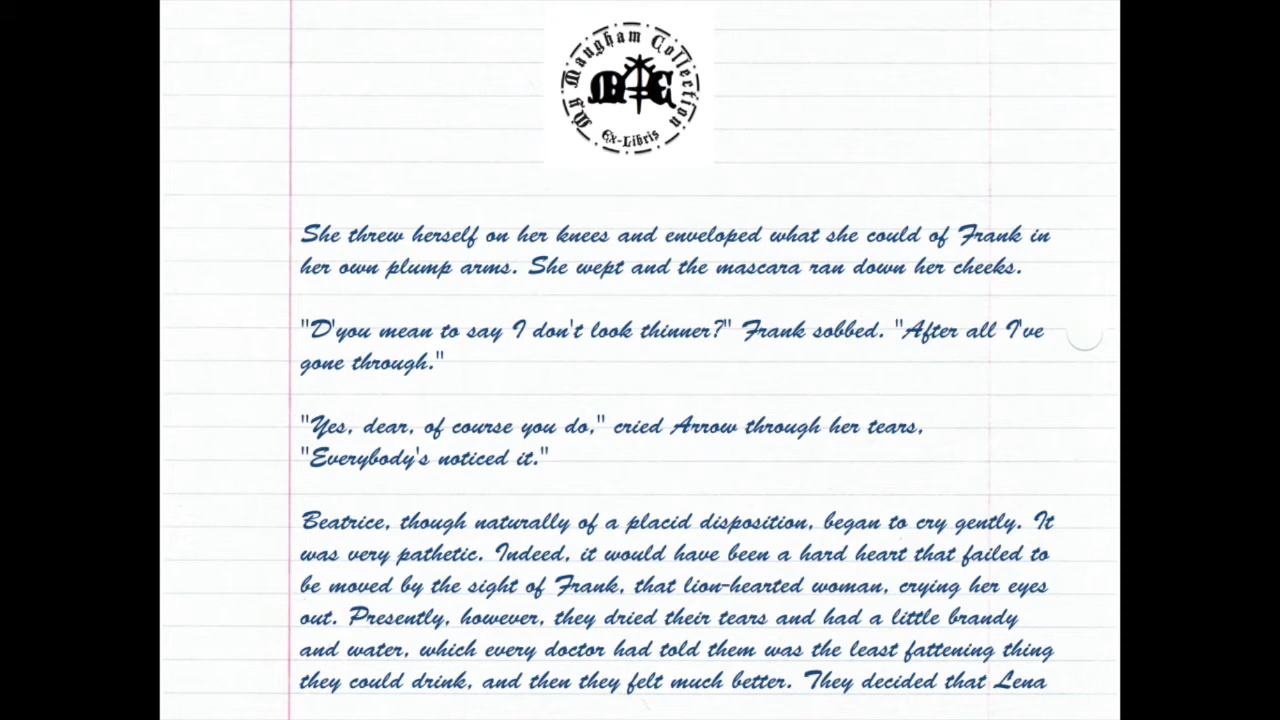 My Maugham Collection
M C
Ex-Libris
She threw herself on her knees and enveloped what she could of Frank in
her own plump arms. She wept and the mascara ran down her cheeks.
"D'you mean to say I don't look thinner?" Frank sobbed. "After all I've
gone through."
"Yes, dear, of course you do," cried Arrow through her tears,
"Everybody's noticed it."
Beatrice, though naturally of a placid disposition, began to cry gently. It
was very pathetic. Indeed, it would have been a hard heart that failed to
be moved by the sight of Frank, that lion-hearted woman, crying her eyes
out. Presently, however, they dried their tears and had a little brandy
and water, which every doctor had told them was the least fattening thing
they could drink, and then they felt much better. They decided that Lena